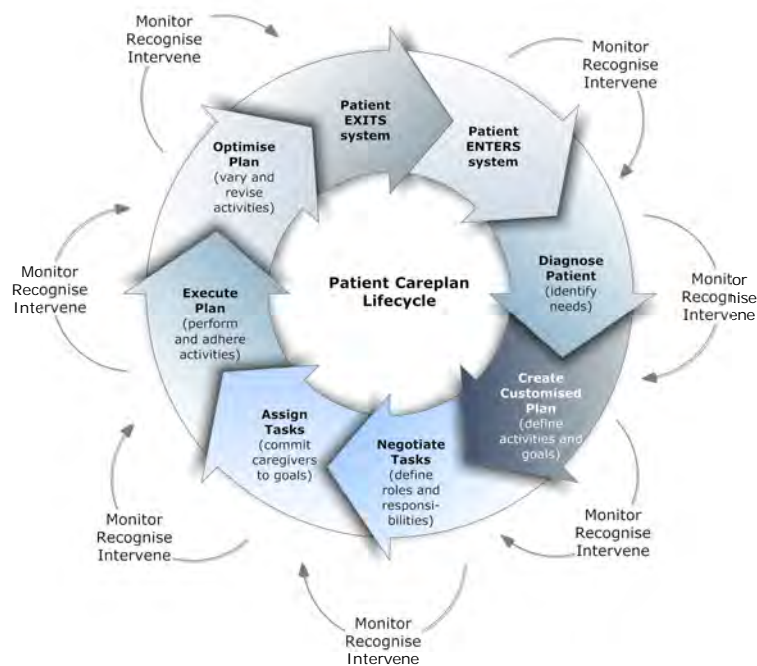 Patient Careplan
Lifecycle
Patient
ENTERS
system
Diagnose
Patient
(identify
needs)
Create
Customised
Plan
(define
activities and
goals)
Negotiate
Tasks
(define
roles and
responsi-
bilities)
Assign
Tasks
(commit
caregivers
to goals)
Execute
Plan
(perform
and adhere
activities)
Optimise
Plan
(vary and
revise
activities)
Patient
EXITS
system
Monitor
Recognise
Intervene
Monitor
Recognise
Intervene
Monitor
Recognise
Intervene
Monitor
Recognise
Intervene
Monitor
Recognise
Intervene
Monitor
Recognise
Intervene
Monitor
Recognise
Intervene